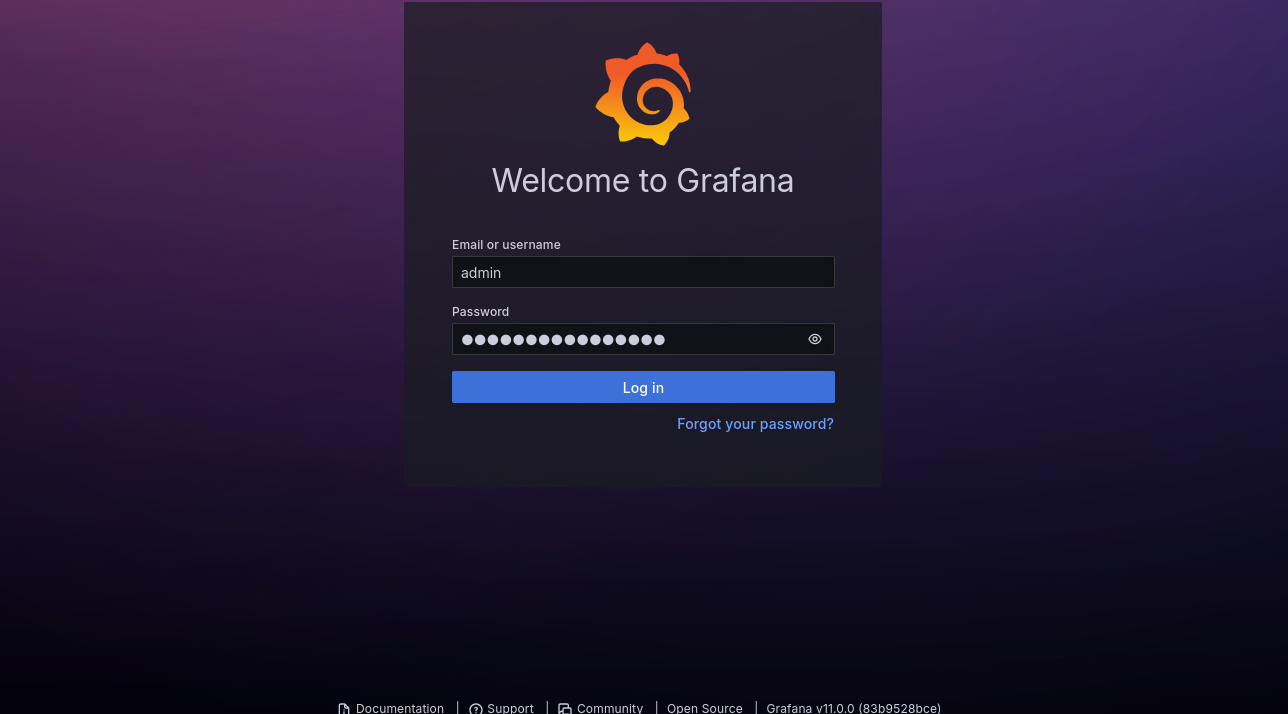 Welcome to Grafana
Email or username
admin
Password
●●●●●●●●●●●●●●●●
Log in
Forgot your password?
Documentation | Support | Community | Open Source | Grafana v11.0.0 (83b9528bce)